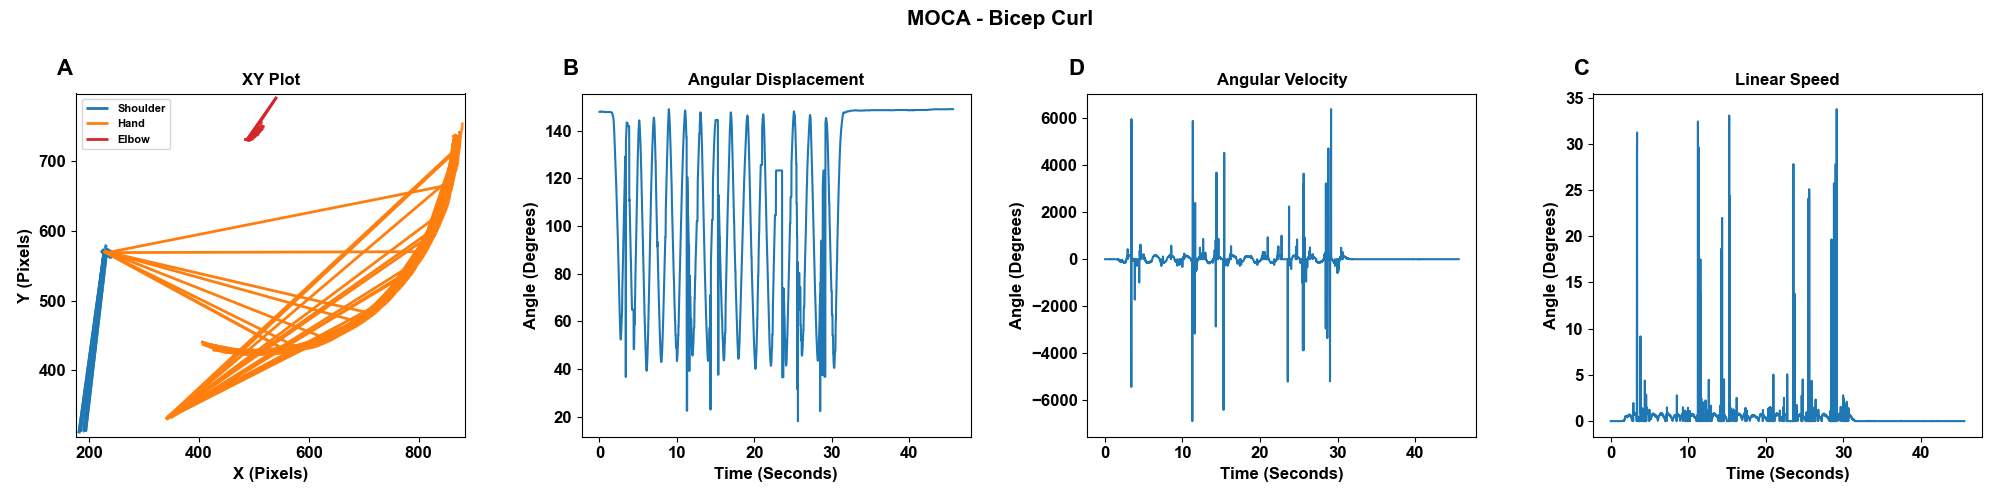 MOCA - Bicep Curl
A
XY Plot
Shoulder
Hand
Elbow
Y (Pixels)
700
600
500
400
200
400
600
800
X (Pixels)
B
Angular Displacement
Angle (Degrees)
140
120
100
80
60
40
20
0
10
20
30
40
Time (Seconds)
D
Angular Velocity
Angle (Degrees)
6000
4000
2000
0
−2000
−4000
−6000
0
10
20
30
40
Time (Seconds)
C
Linear Speed
Angle (Degrees)
35
30
25
20
15
10
5
0
0
10
20
30
40
Time (Seconds)